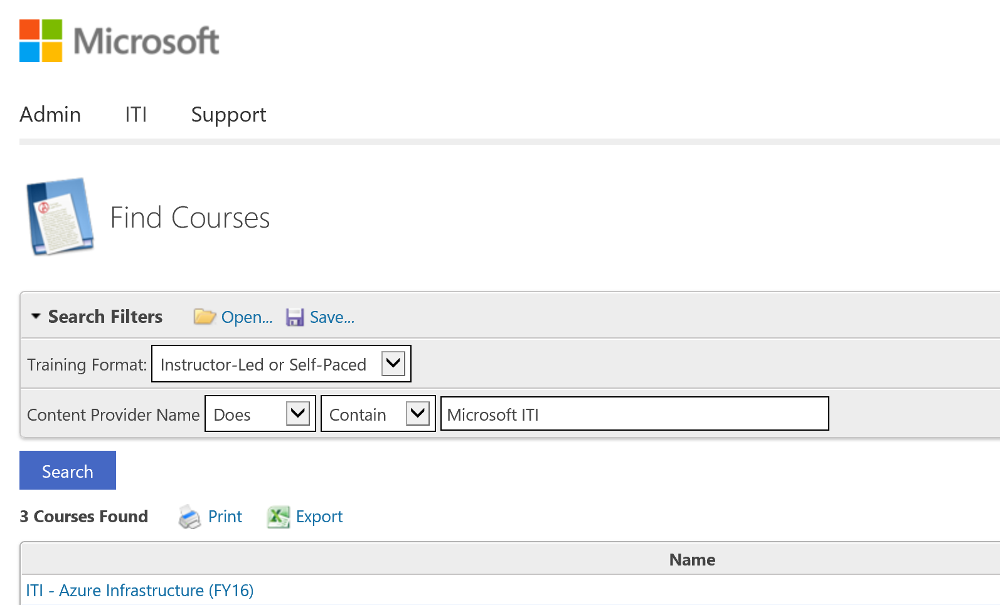 Microsoft
Admin ITI Support
Find Courses
Search Filters Open... Save...
Training Format: Instructor-Led or Self-Paced
Content Provider Name Does Contain Microsoft ITI
Search
3 Courses Found Print Export
Name
ITI - Azure Infrastructure (FY16)